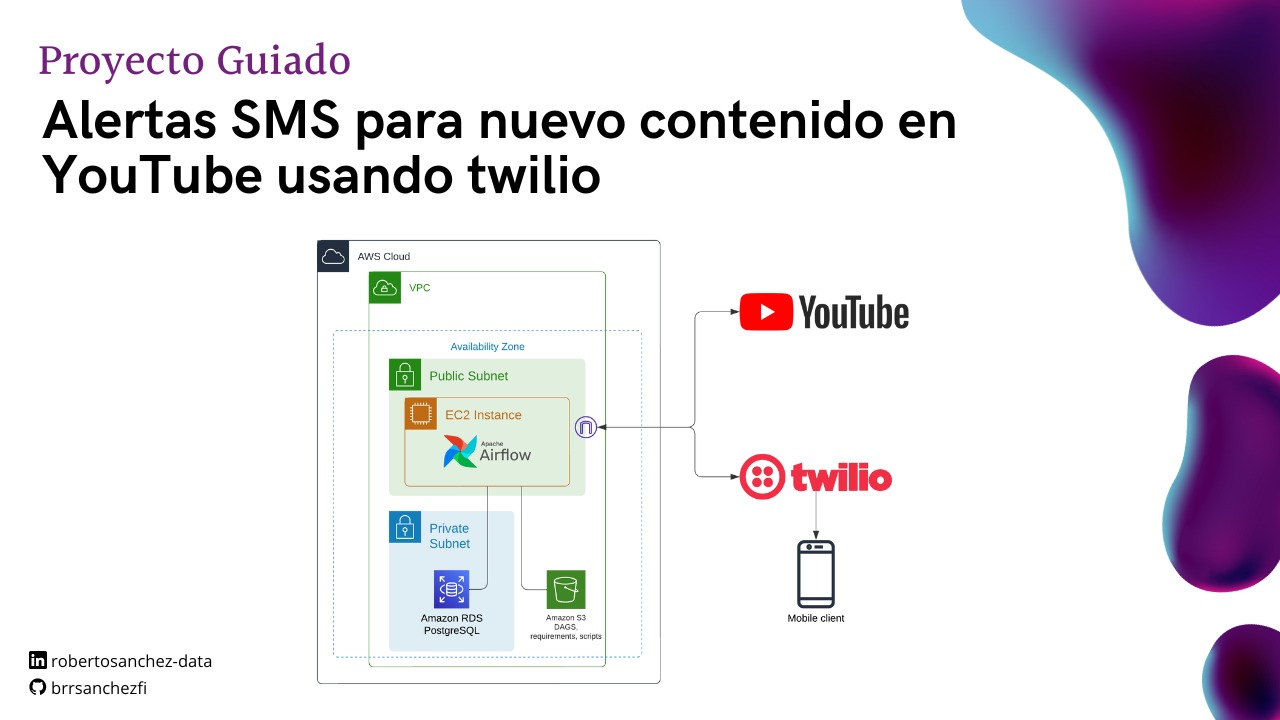 Proyecto Guiado
Alertas SMS para nuevo contenido en
YouTube usando twilio
AWS Cloud
VPC
Availability Zone
Public Subnet
EC2 Instance
Apache
Airflow
Private
Subnet
Amazon RDS
PostgreSQL
Amazon S3
DAGS,
requirements, scripts
YouTube
twilio
Mobile client
in robertosanchez-data
brrsanchezfi